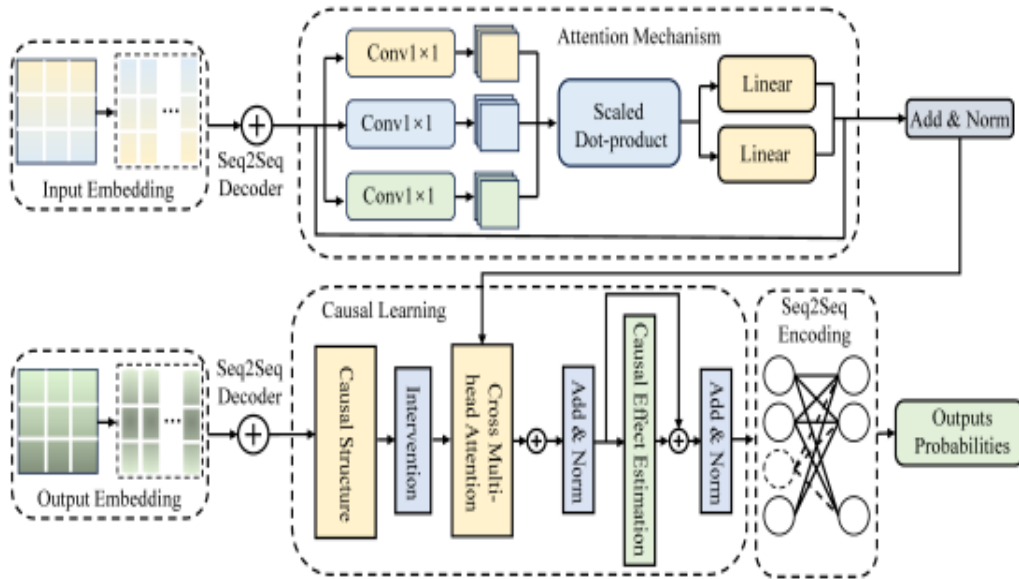 Attention Mechanism
Conv1×1
Conv1×1
Conv1×1
Scaled
Dot-product
Linear
Linear
Add & Norm
Input Embedding
Seq2Seq
Decoder
Causal Learning
Seq2Seq
Encoding
Seq2Seq
Decoder
Output Embedding
Causal Structure
Intervention
Cross Multi-
head Attention
Add & Norm
Causal Effect Estimation
Add & Norm
Outputs
Probabilities